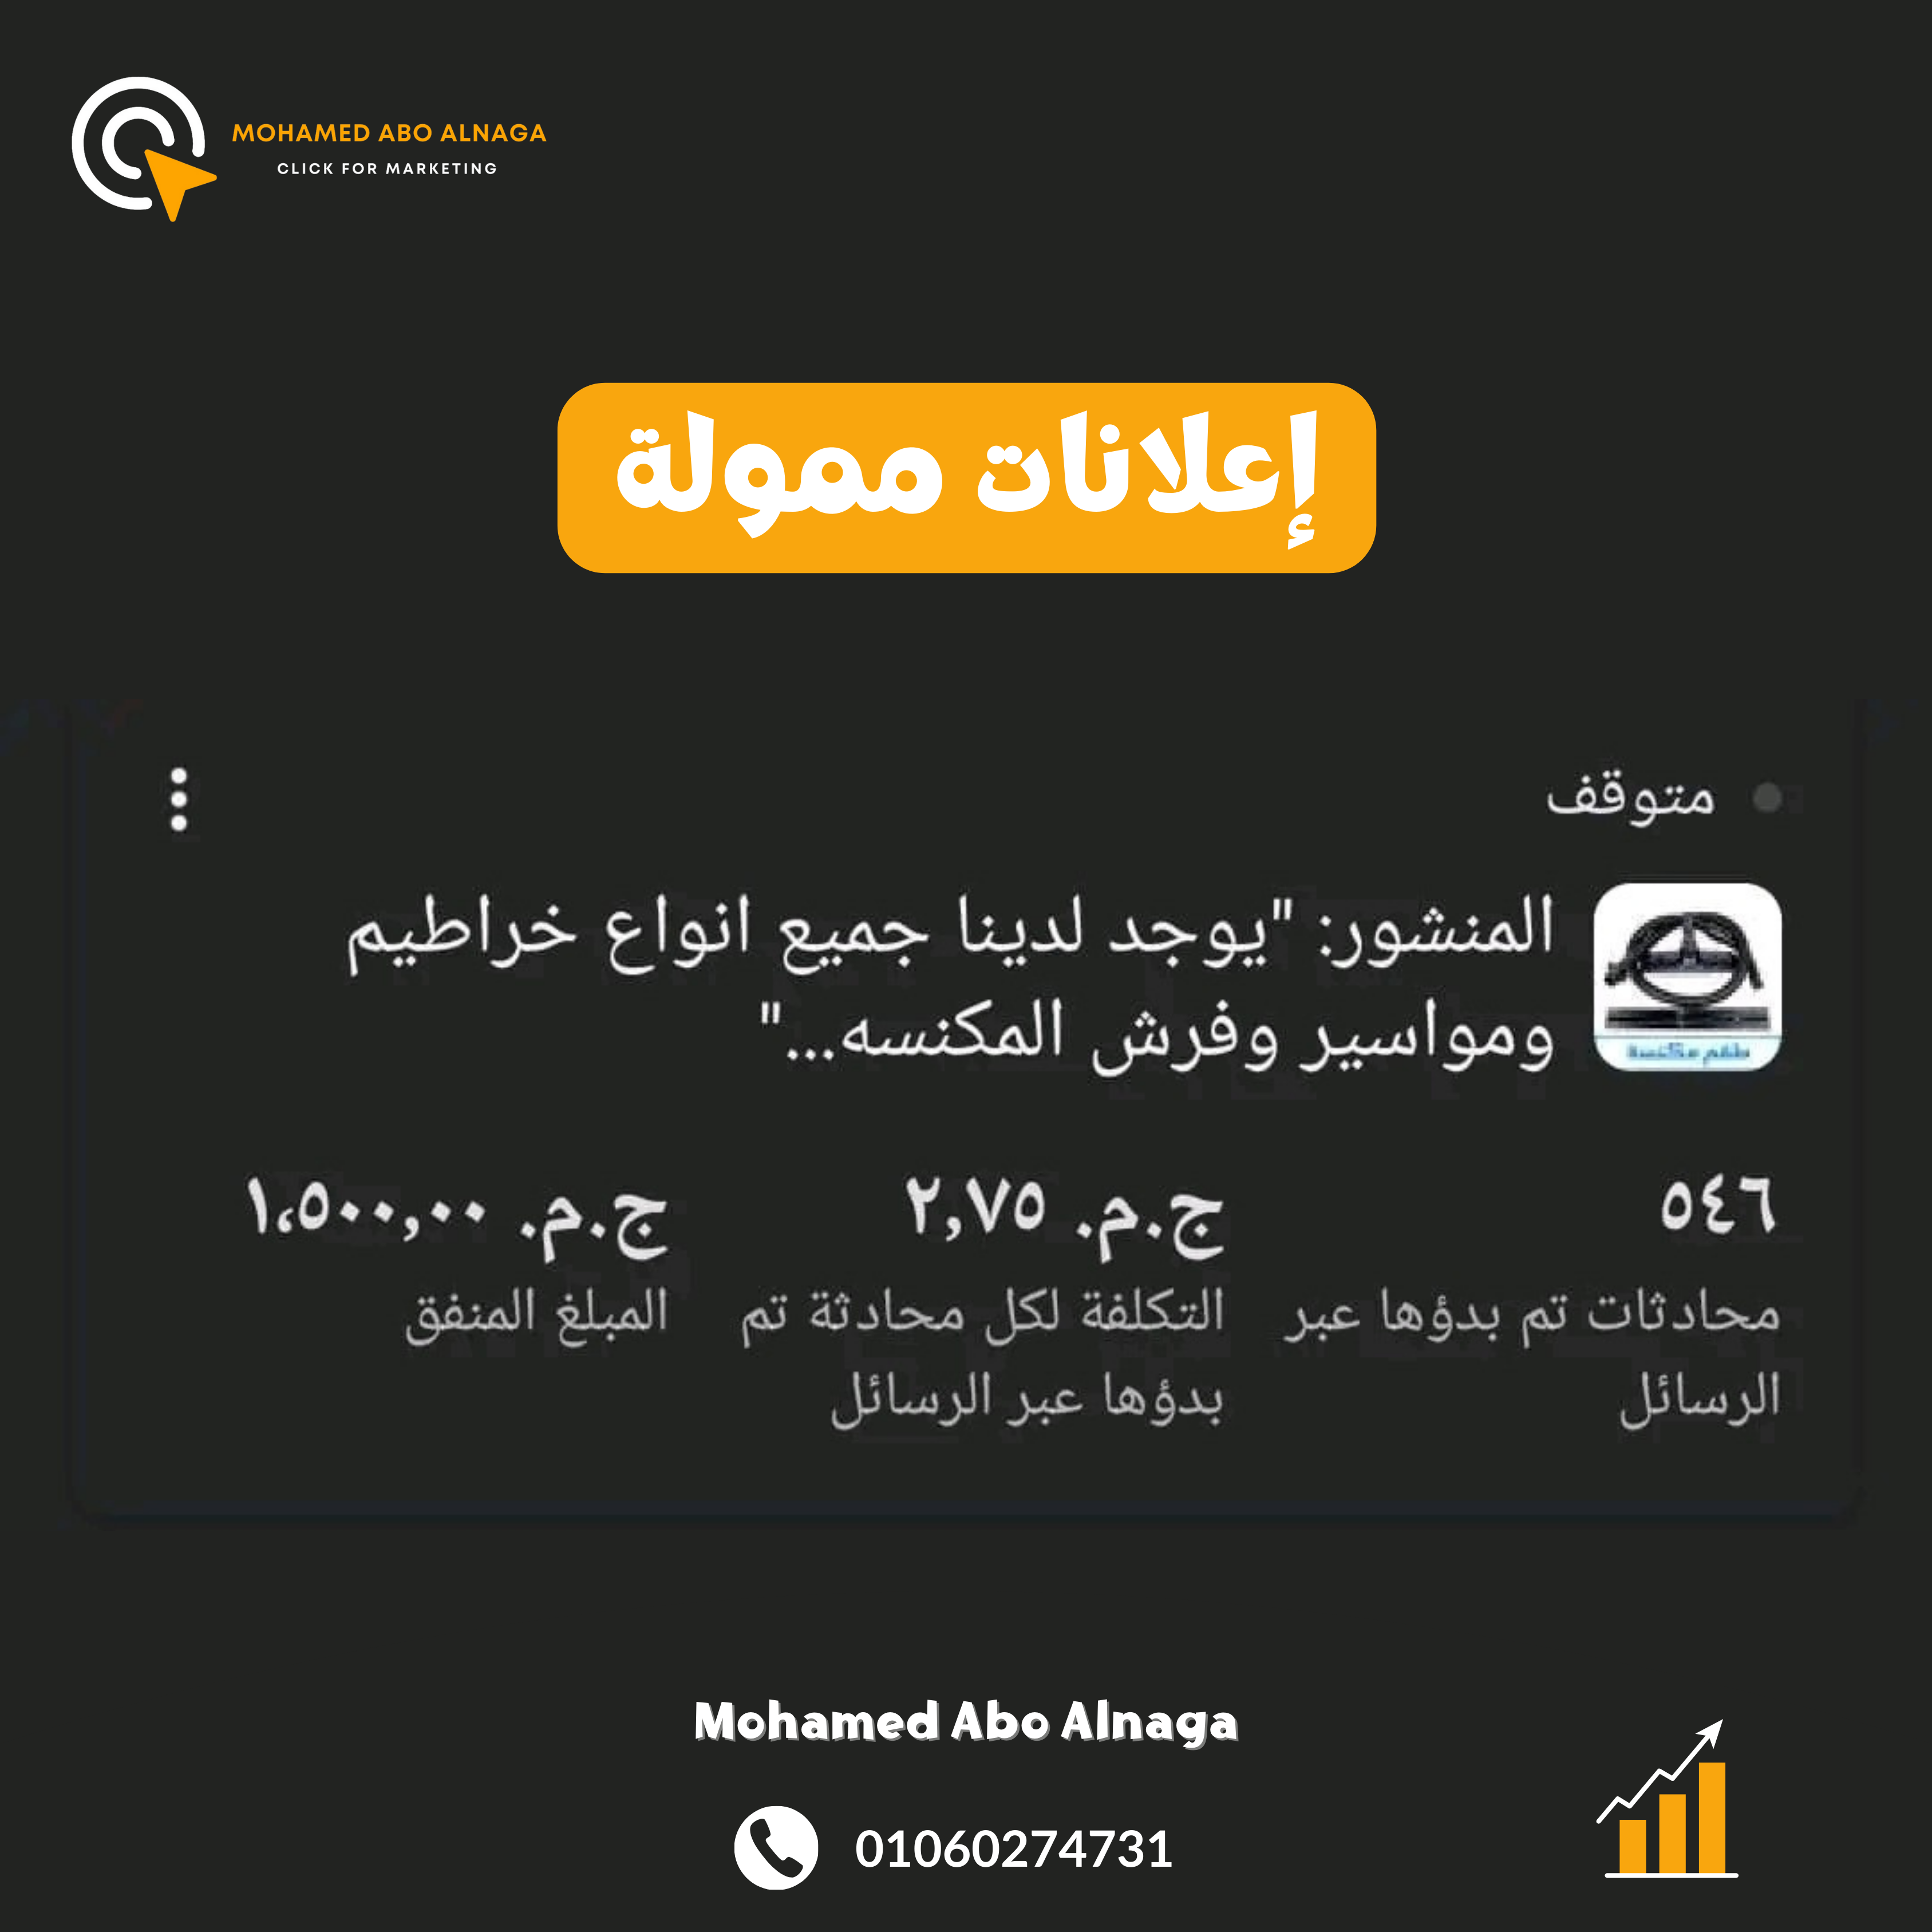 MOHAMED ABO ALNAGA
CLICK FOR MARKETING
إعلانات ممولة
متوقف
المنشور: "يوجد لدينا جميع انواع خراطيم
ومواسير وفرش المكنسه..."
طقم مكنسة
٥٤٦
محادثات تم بدؤها عبر
الرسائل
ج.م. ٢,٧٥
التكلفة لكل محادثة تم
بدؤها عبر الرسائل
ج.م. ١،٥٠٠,٠٠
المبلغ المنفق
Mohamed Abo Alnaga
01060274731